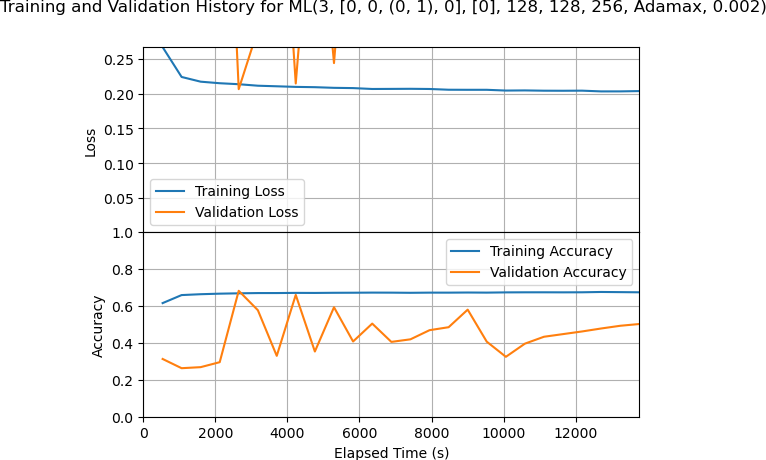 Training and Validation History for ML(3, [0, 0, (0, 1), 0], [0], 128, 128, 256, Adamax, 0.002)
0.25
0.20
0.15
0.10
0.05
Loss
Training Loss
Validation Loss
1.0
0.8
0.6
0.4
0.2
0.0
Accuracy
Training Accuracy
Validation Accuracy
0 2000 4000 6000 8000 10000 12000
Elapsed Time (s)